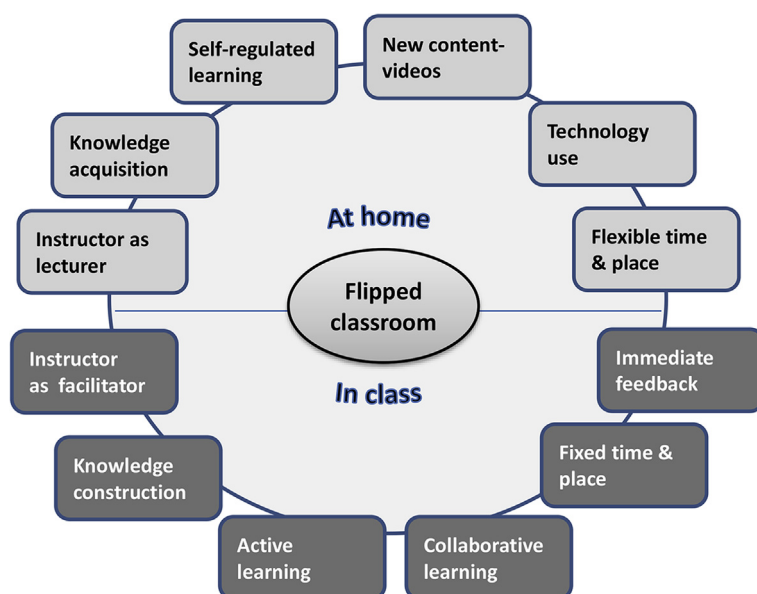 Self-regulated
learning
New content-
videos
Knowledge
acquisition
Technology
use
Instructor as
lecturer
At home
Flexible time
& place
Flipped
classroom
Instructor
as facilitator
In class
Immediate
feedback
Knowledge
construction
Fixed time &
place
Active
learning
Collaborative
learning